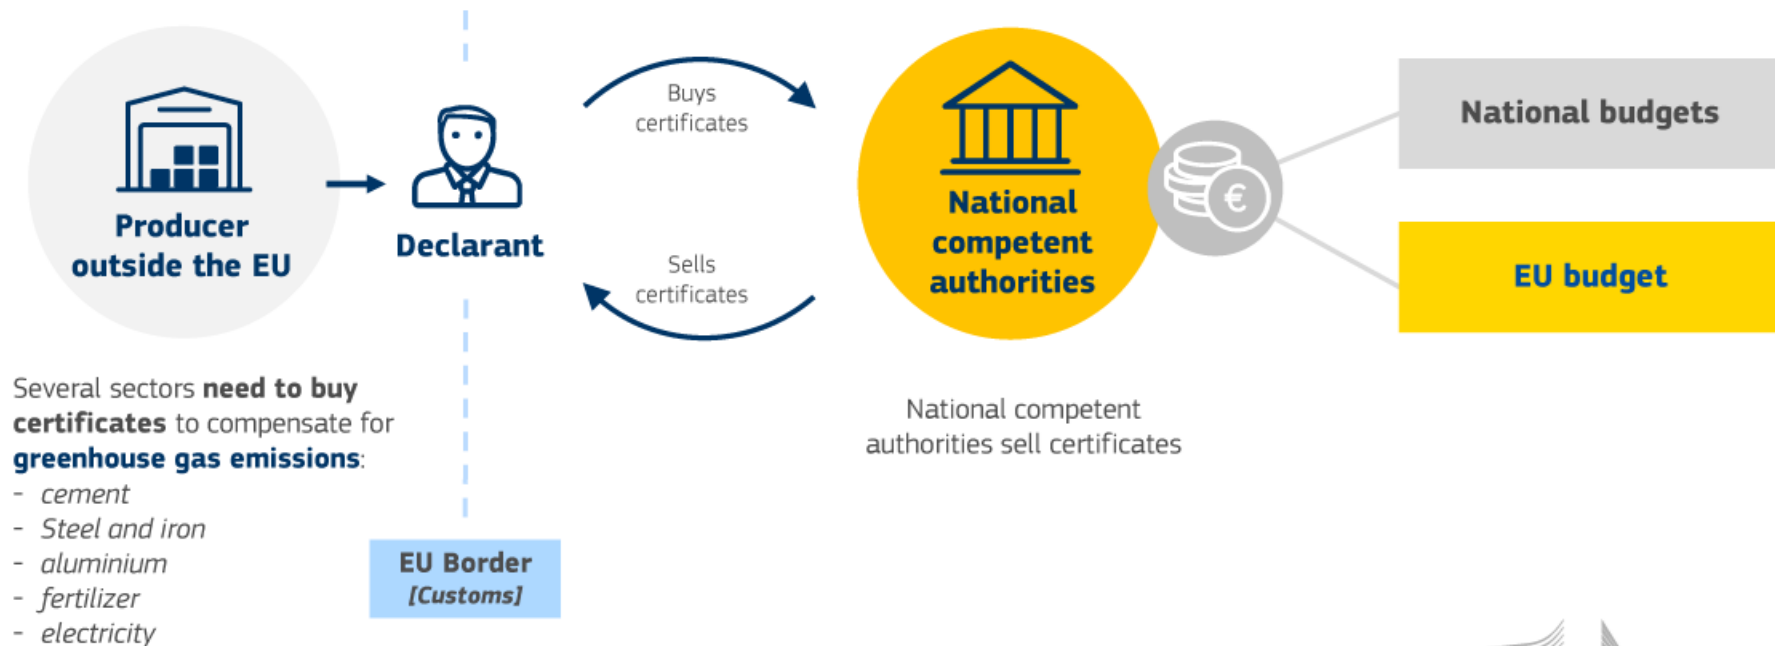 Producer
outside the EU
Declarant
Buys
certificates
Sells
certificates
National
competent
authorities
€
National budgets
EU budget
Several sectors need to buy
certificates to compensate for
greenhouse gas emissions:
- cement
- Steel and iron
- aluminium
- fertilizer
- electricity
EU Border
[Customs]
National competent
authorities sell certificates